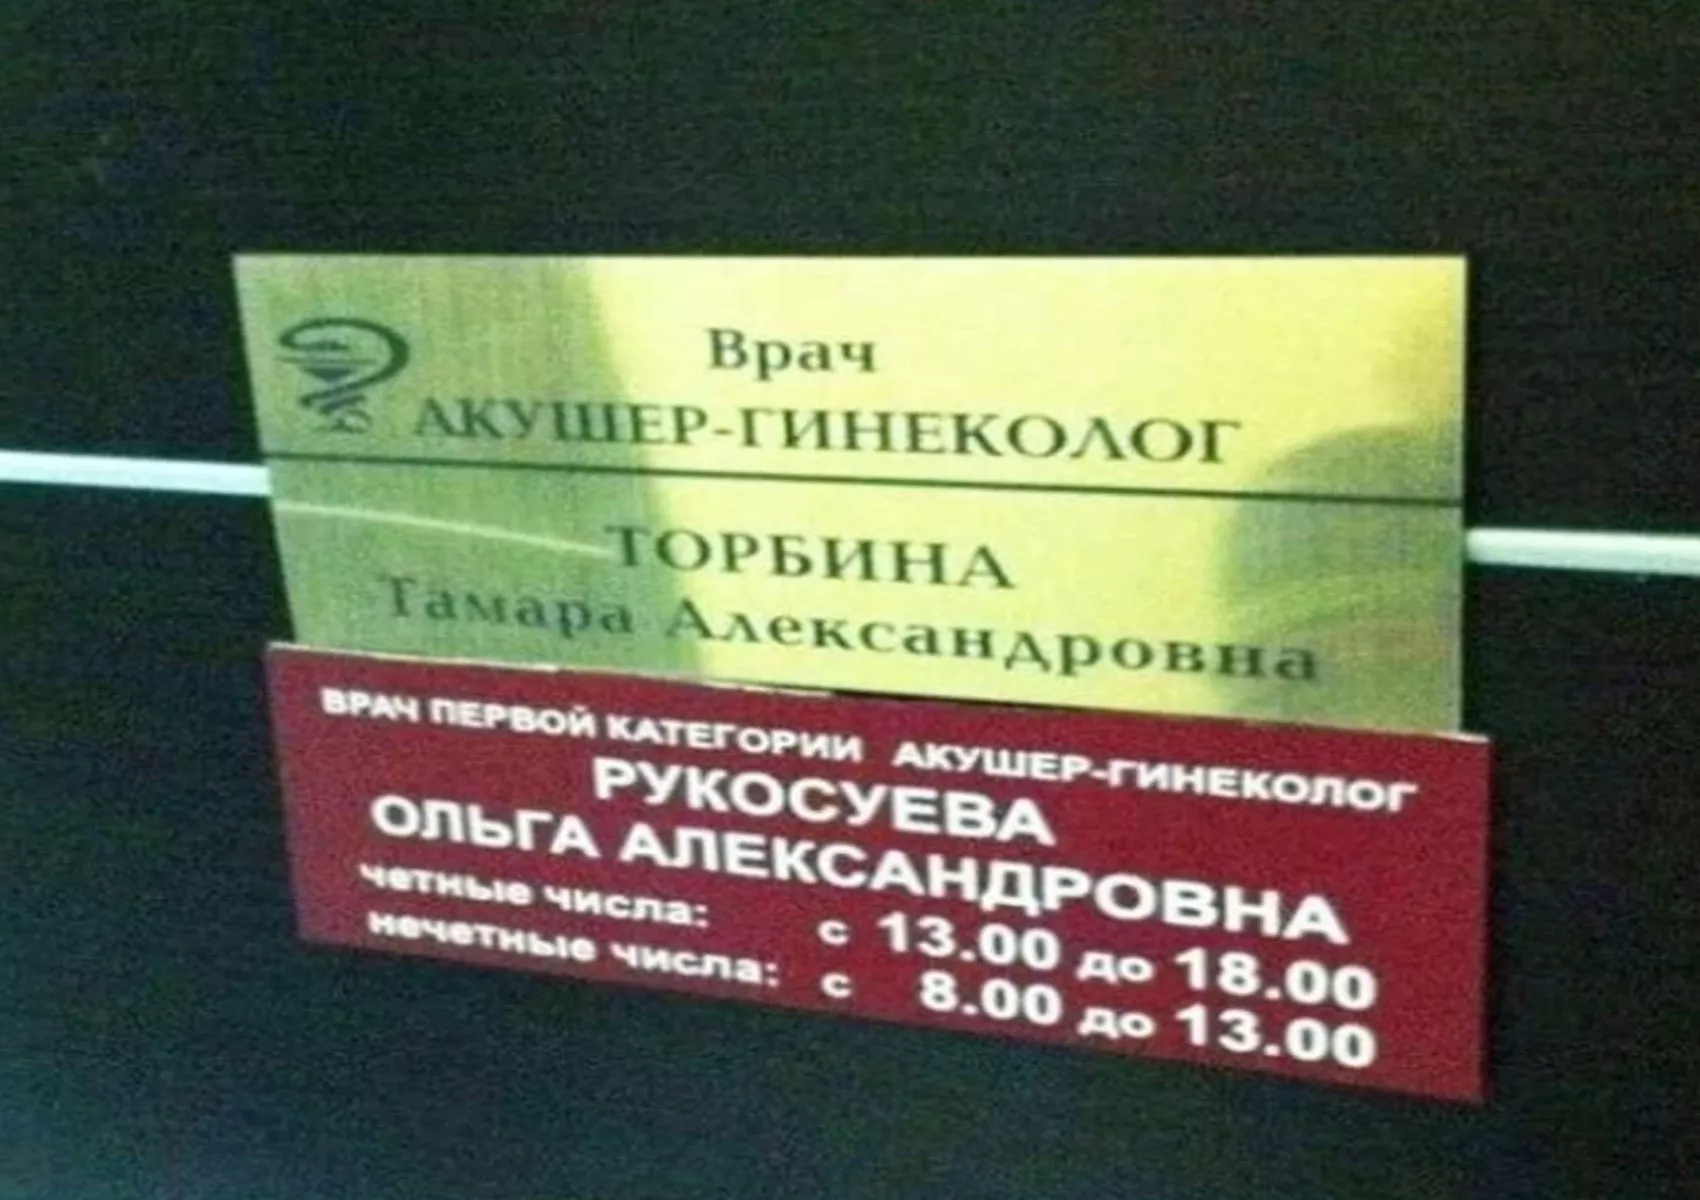 Врач
АКУШЕР-ГИНЕКОЛОГ
ТОРБИНА
Тамара Александровна
ВРАЧ ПЕРВОЙ КАТЕГОРИИ АКУШЕР-ГИНЕКОЛОГ
РУКОСУЕВА
ОЛЬГА АЛЕКСАНДРОВНА
четные числа: с 13.00 до 18.00
нечетные числа: с 8.00 до 13.00